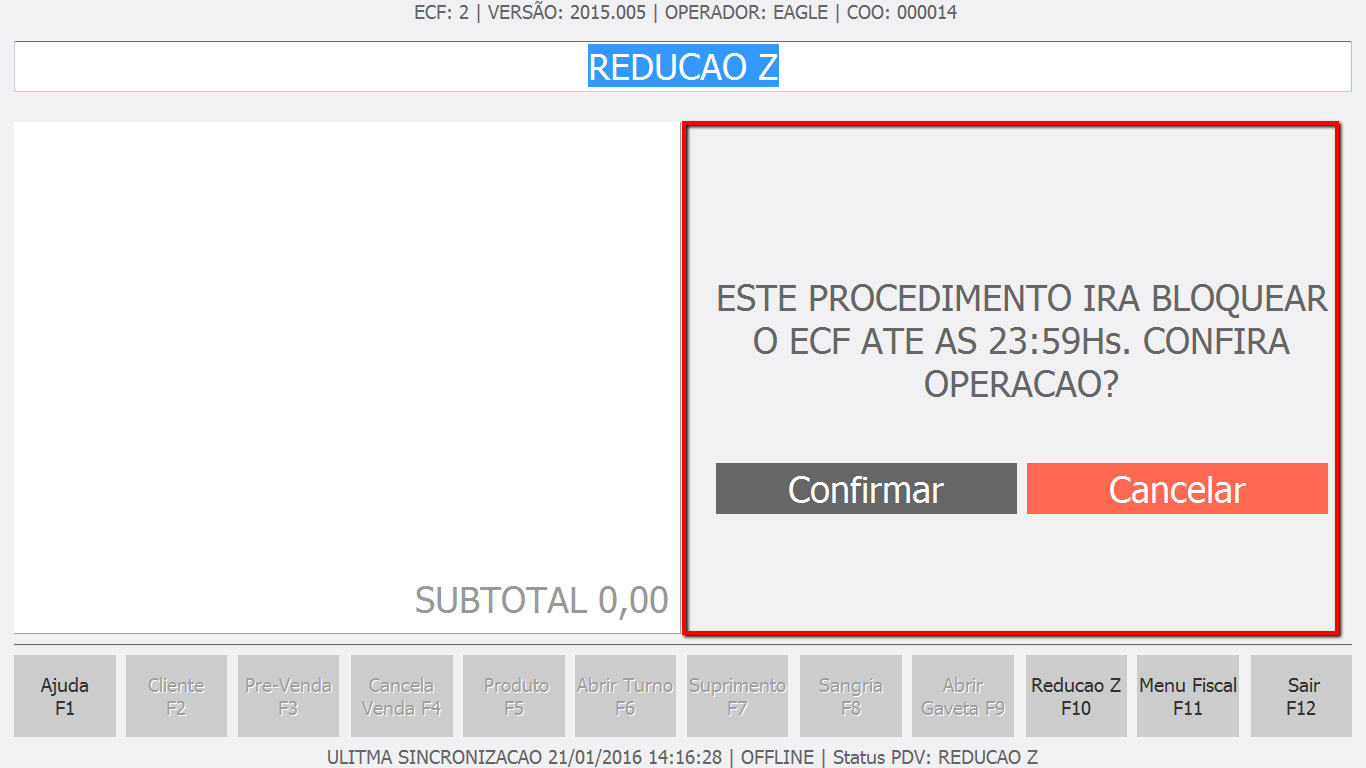 ECF: 2 | VERSÃO: 2015.005 | OPERADOR: EAGLE | COO: 000014
REDUCAO Z
ESTE PROCEDIMENTO IRA BLOQUEAR
O ECF ATE AS 23:59Hs. CONFIRA
OPERACAO?
Confirmar
Cancelar
SUBTOTAL 0,00
Ajuda
F1
Cliente
F2
Pre-Venda
F3
Cancela
Venda F4
Produto
F5
Abrir Turno
F6
Suprimento
F7
Sangria
F8
Abrir
Gaveta F9
Reducao Z
F10
Menu Fiscal
F11
Sair
F12
ULITMA SINCRONIZACAO 21/01/2016 14:16:28 | OFFLINE | Status PDV: REDUCAO Z